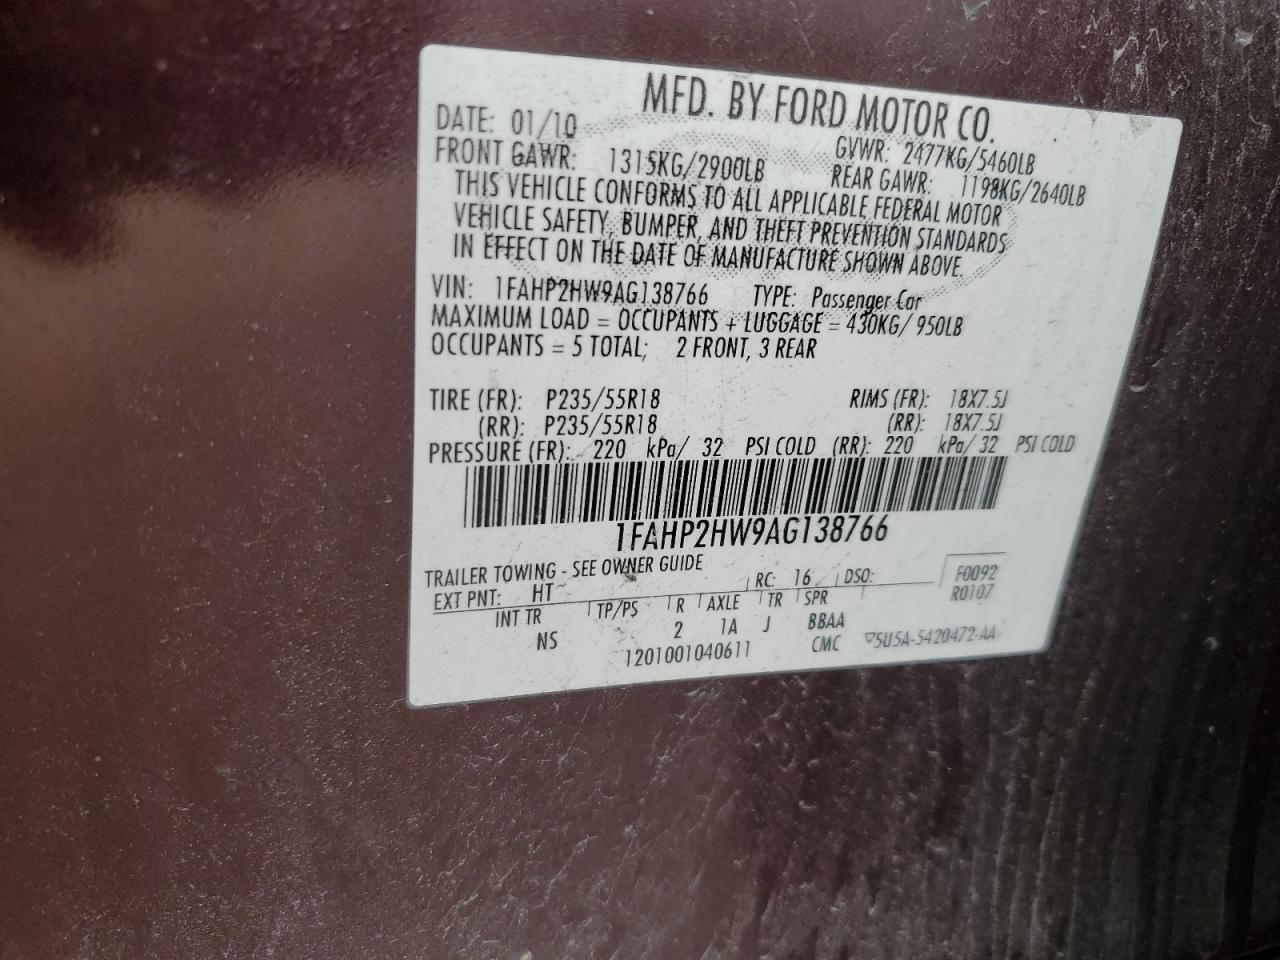 MFD. BY FORD MOTOR CO.
DATE: 01/10 GVWR: 2477KG/5460LB
FRONT GAWR: 1315KG/2900LB REAR GAWR: 1198KG/2640LB
THIS VEHICLE CONFORMS TO ALL APPLICABLE FEDERAL MOTOR
VEHICLE SAFETY, BUMPER, AND THEFT PREVENTION STANDARDS
IN EFFECT ON THE DATE OF MANUFACTURE SHOWN ABOVE.
VIN: 1FAHP2HW9AG138766 TYPE: Passenger Car
MAXIMUM LOAD = OCCUPANTS + LUGGAGE = 430KG/ 950LB
OCCUPANTS = 5 TOTAL; 2 FRONT, 3 REAR
TIRE (FR): P235/55R18 RIMS (FR): 18X7.5J
(RR): P235/55R18 (RR): 18X7.5J
PRESSURE (FR): 220 kPa/ 32 PSI COLD (RR): 220 kPa/ 32 PSI COLD
1FAHP2HW9AG138766
TRAILER TOWING - SEE OWNER GUIDE
EXT PNT: HT RC: 16 DSO: F0092
R0107
INT TR TP/PS R AXLE TR SPR
NS 2 1A J BBAA
1201001040611 CMC 5U5A-5420472-AA